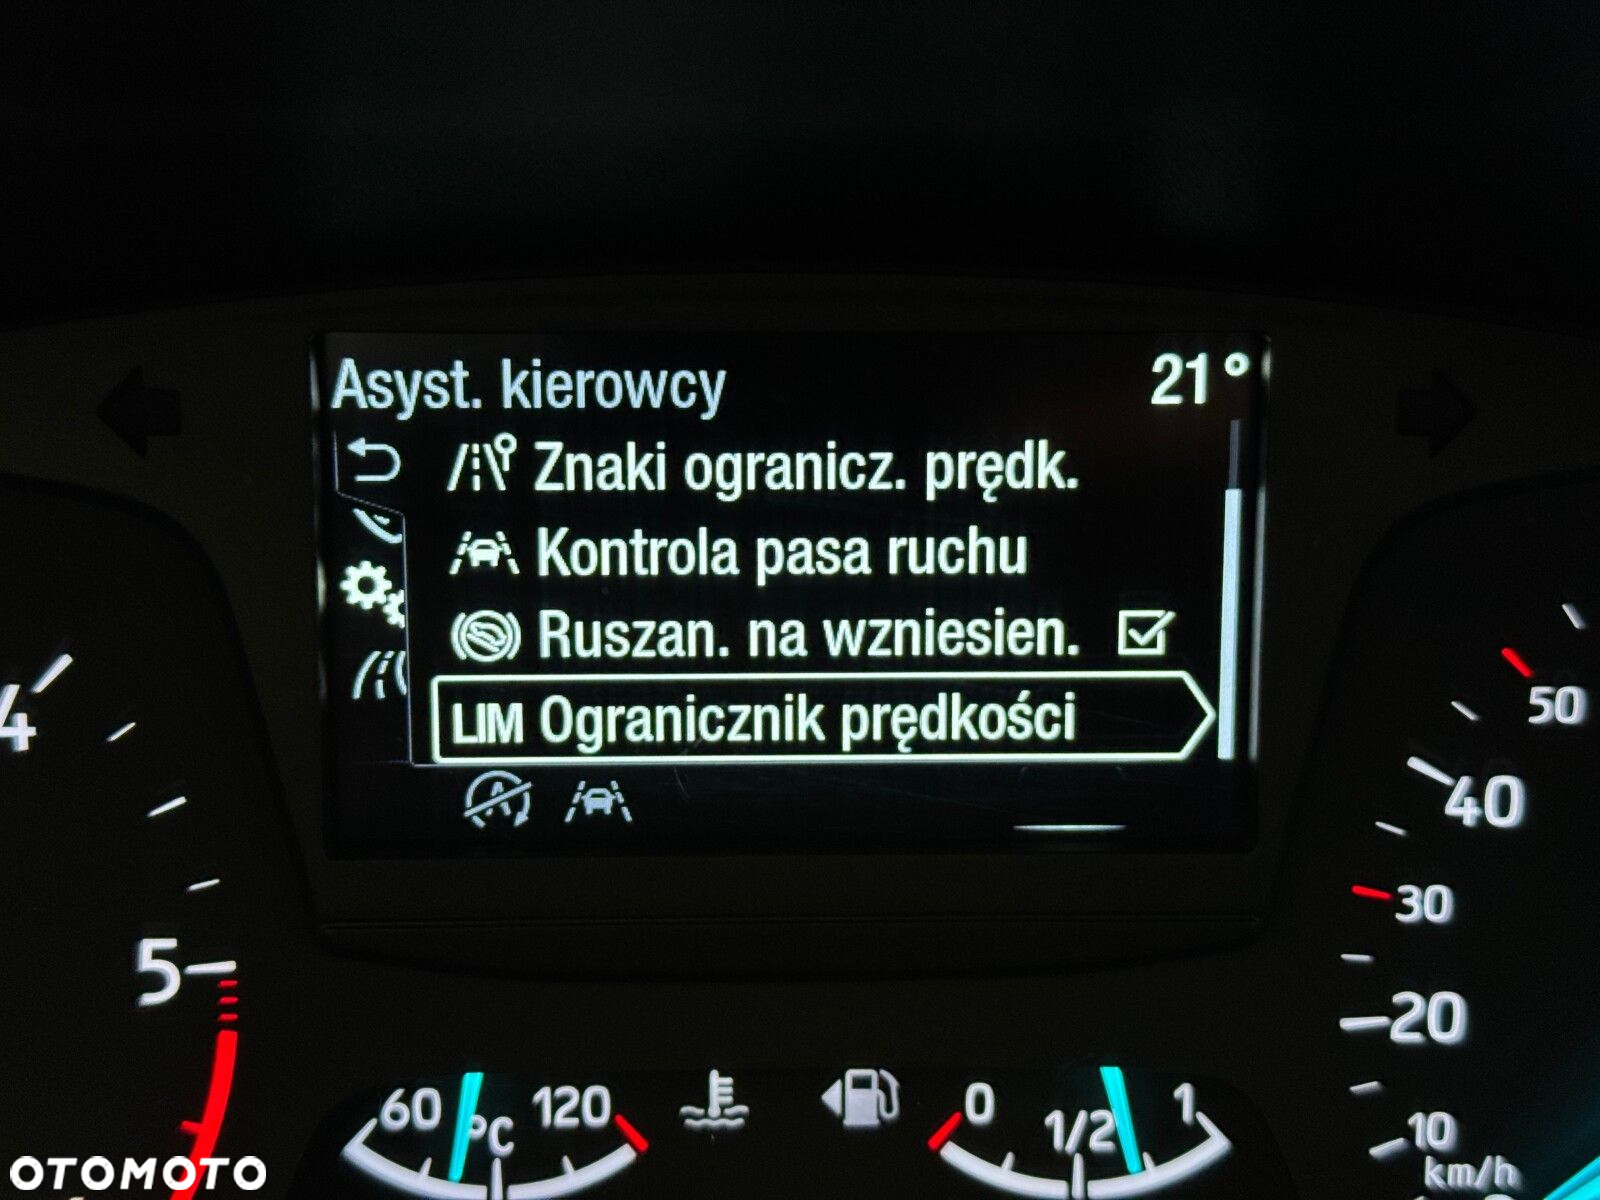 Asyst. kierowcy 21°
Znaki ogranicz. prędk.
Kontrola pasa ruchu
Ruszan. na wzniesien.
LIM Ogranicznik prędkości
A
4
5
50
40
30
20
10
km/h
60 °C 120
0 1/2 1
OTOMOTO